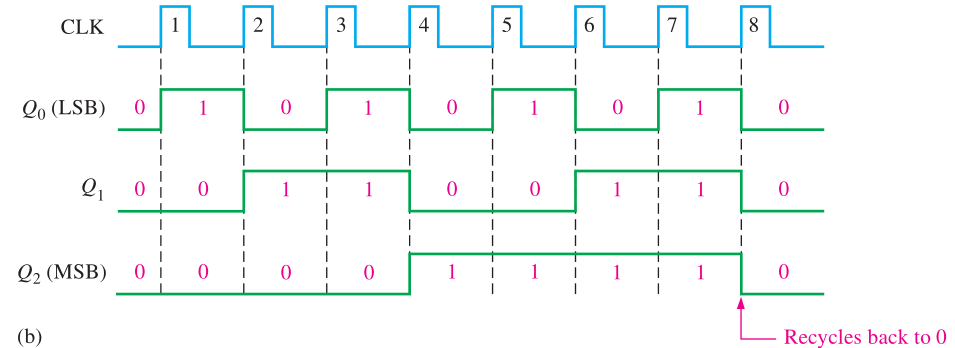 CLK 1 2 3 4 5 6 7 8
Q0 (LSB) 0 1 0 1 0 1 0 1 0
Q1 0 0 1 1 0 0 1 1 0
Q2 (MSB) 0 0 0 0 1 1 1 1 0
(b) Recycles back to 0